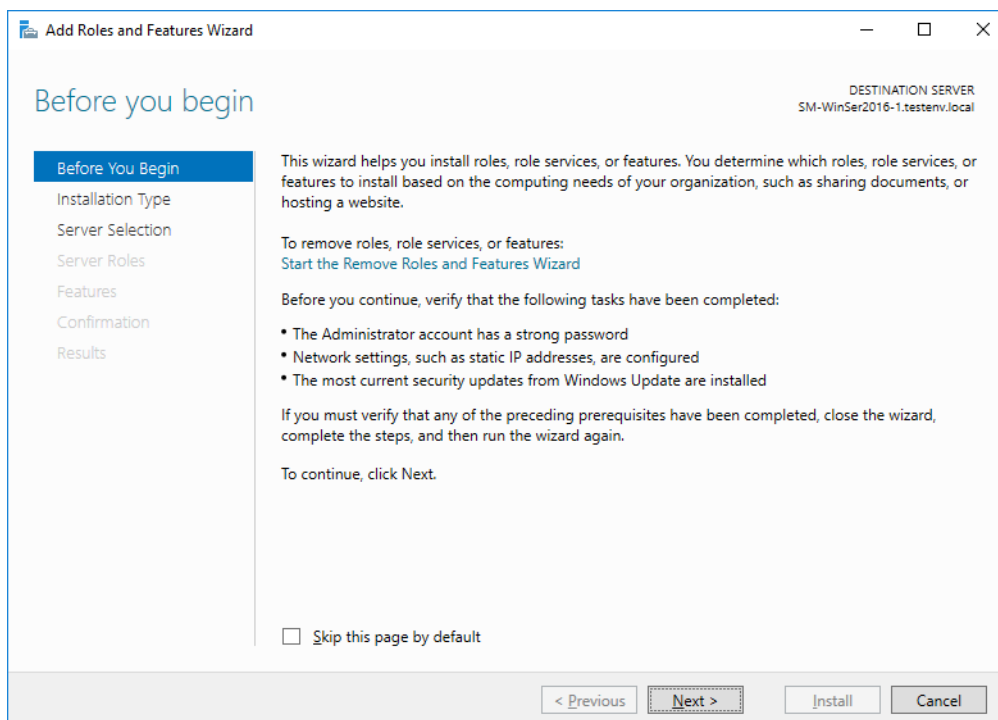 Add Roles and Features Wizard
Before you begin
DESTINATION SERVER
SM-WinSer2016-1.testenv.local
Before You Begin
Installation Type
Server Selection
Server Roles
Features
Confirmation
Results
This wizard helps you install roles, role services, or features. You determine which roles, role services, or
features to install based on the computing needs of your organization, such as sharing documents, or
hosting a website.
To remove roles, role services, or features:
Start the Remove Roles and Features Wizard
Before you continue, verify that the following tasks have been completed:
• The Administrator account has a strong password
• Network settings, such as static IP addresses, are configured
• The most current security updates from Windows Update are installed
If you must verify that any of the preceding prerequisites have been completed, close the wizard,
complete the steps, and then run the wizard again.
To continue, click Next.
Skip this page by default
< Previous
Next >
Install
Cancel